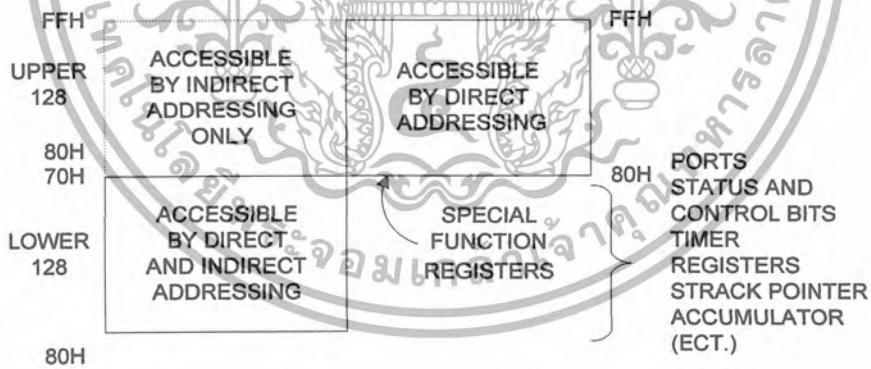 FFH
UPPER
128
80H
70H
LOWER
128
80H
ACCESSIBLE
BY INDIRECT
ADDRESSING
ONLY
ACCESSIBLE
BY DIRECT
ADDRESSING
FFH
80H
ACCESSIBLE
BY DIRECT
AND INDIRECT
ADDRESSING
SPECIAL
FUNCTION
REGISTERS
PORTS
STATUS AND
CONTROL BITS
TIMER
REGISTERS
STRACK POINTER
ACCUMULATOR
(ECT.)